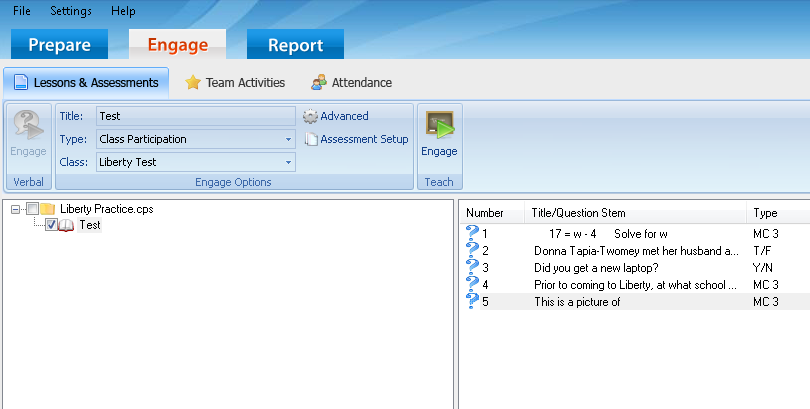 File Settings Help
Prepare Engage Report
Lessons & Assessments Team Activities Attendance
Title: Test Advanced
Type: Class Participation Assessment Setup
Engage Engage
Class: Liberty Test
Verbal Engage Options Teach
Liberty Practice.cps
Test
Number Title/Question Stem Type
1 17 = w - 4 Solve for w MC 3
2 Donna Tapia-Twomey met her husband a... T/F
3 Did you get a new laptop? Y/N
4 Prior to coming to Liberty, at what school ... MC 3
5 This is a picture of MC 3